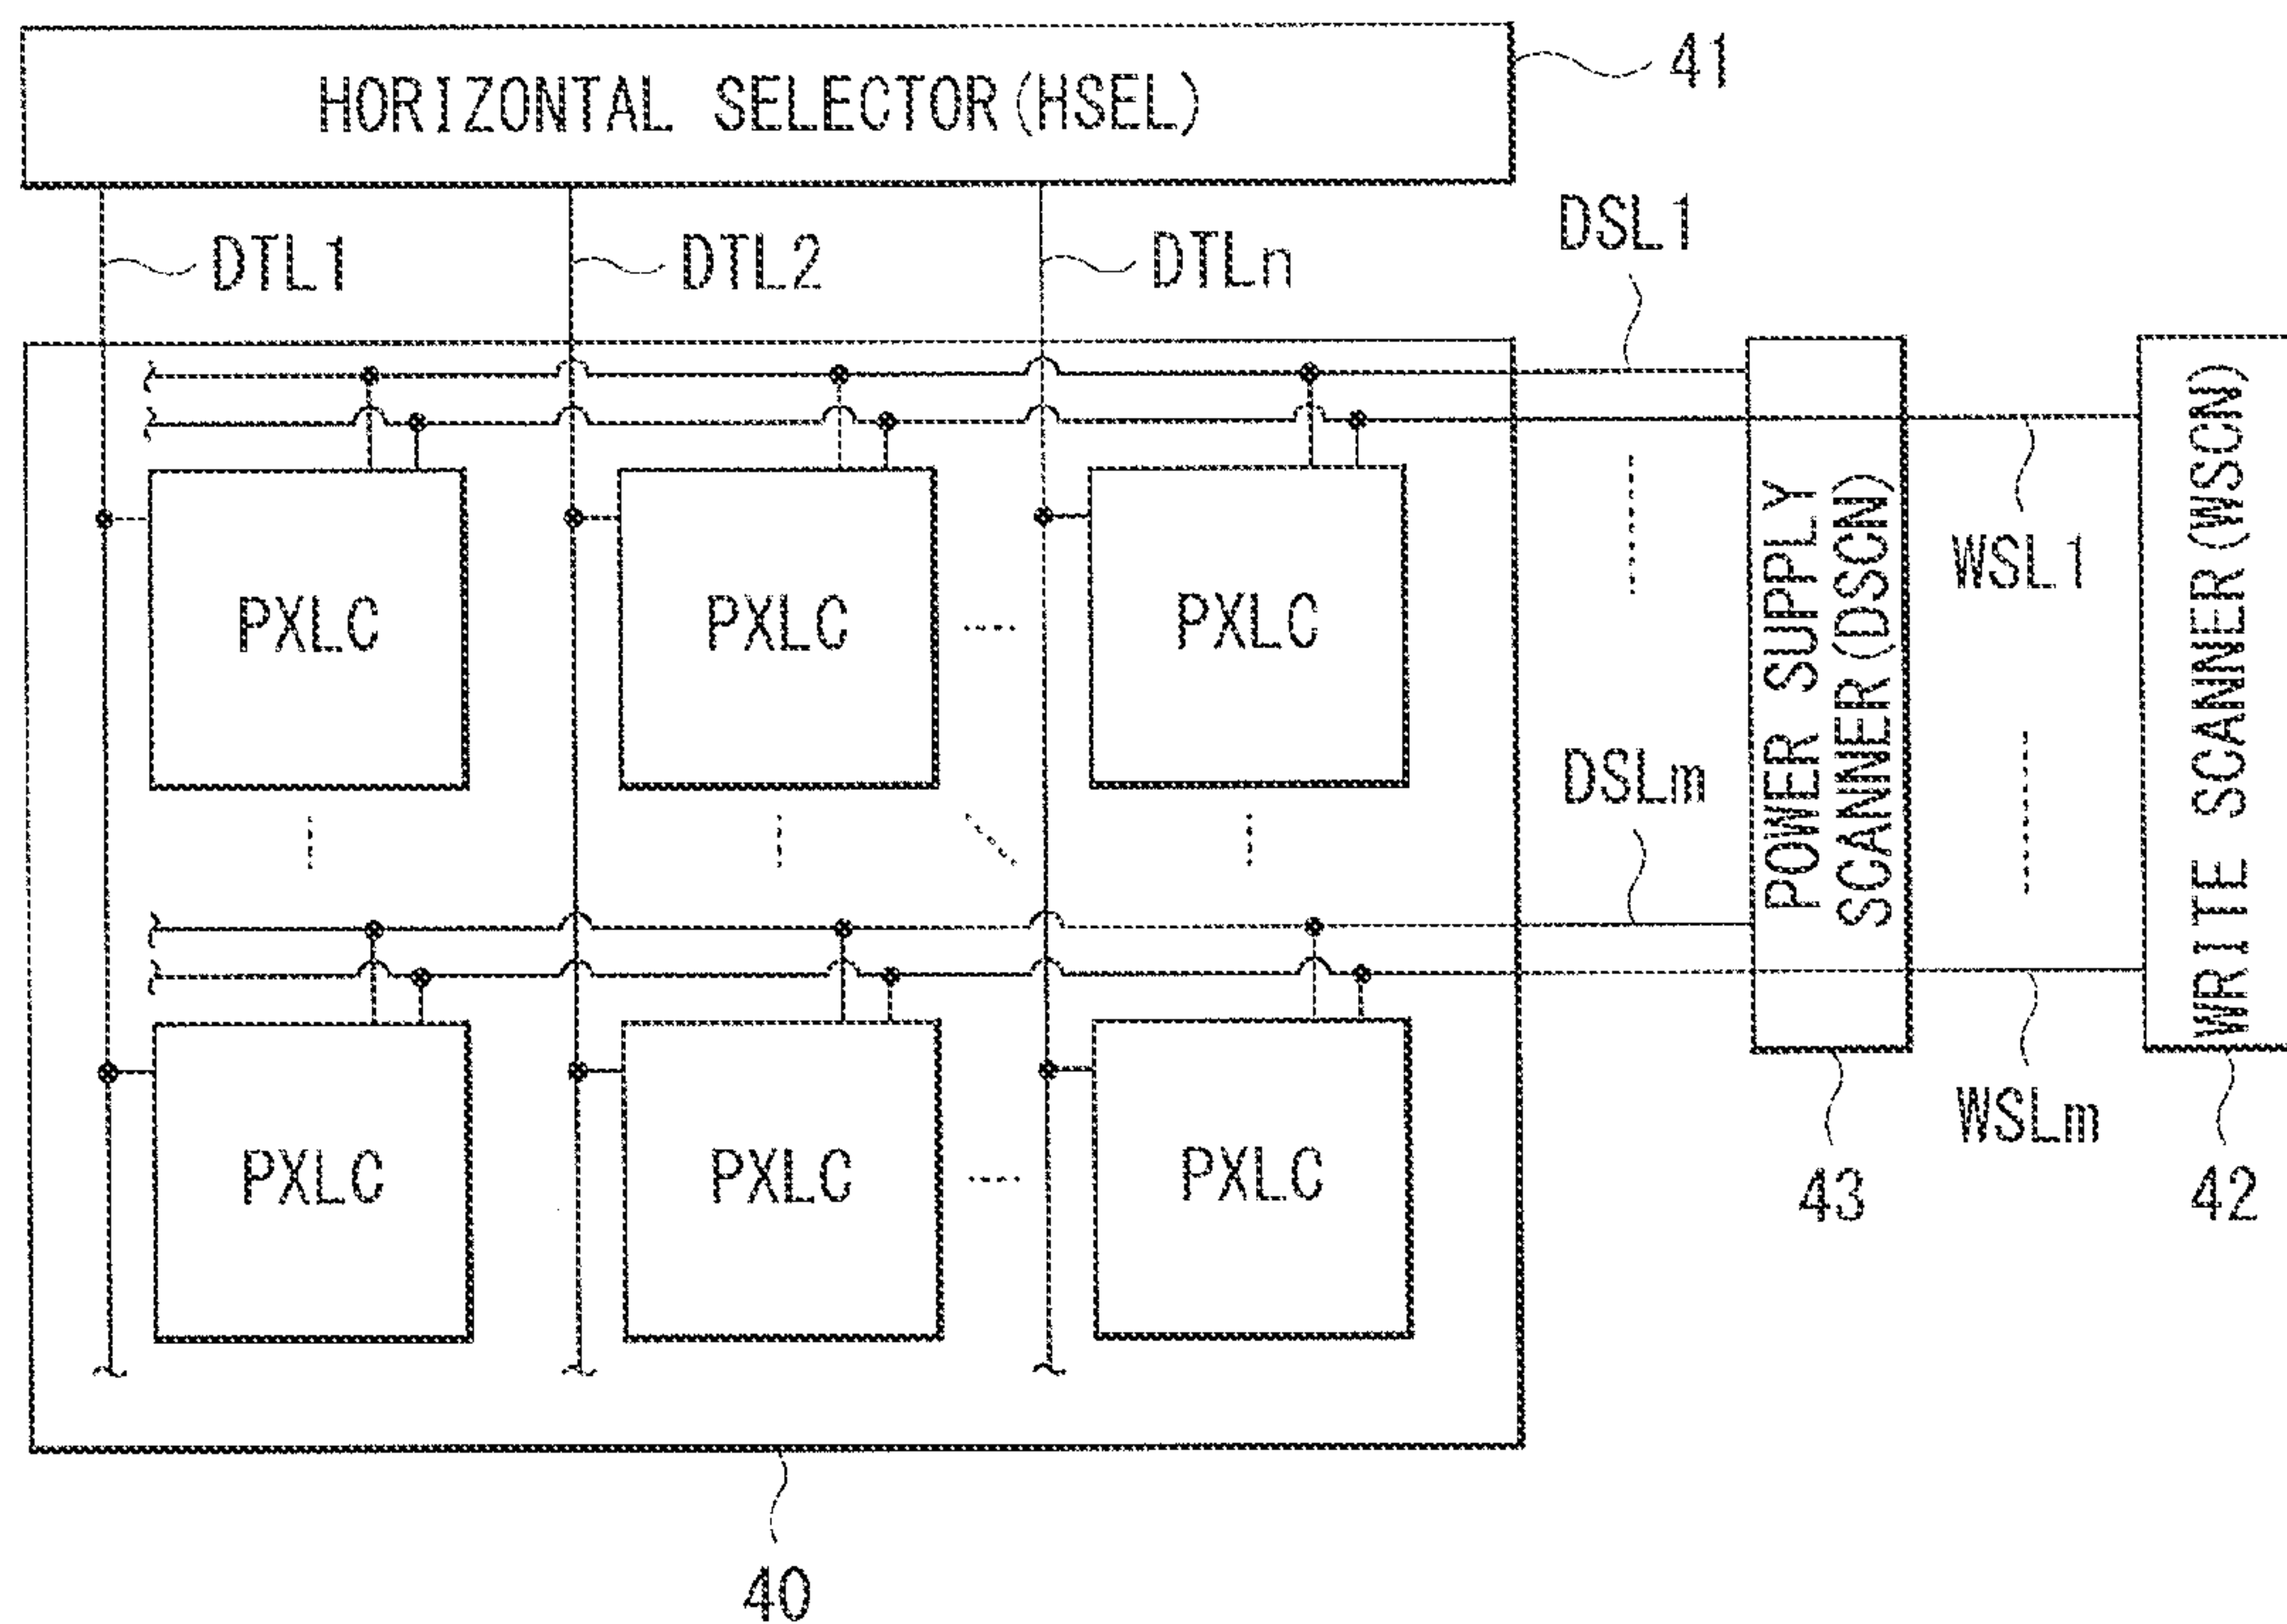 HORIZONTAL SELECTOR(HSEL)
41
DTL1
DTL2
DTLn
DSL1
WSL1
PXLC
PXLC
PXLC
DSLm
POWER SUPPLY
SCANNER(DSCN)
WRITE SCANNER(WSCN)
WSLm
PXLC
PXLC
PXLC
43
42
40